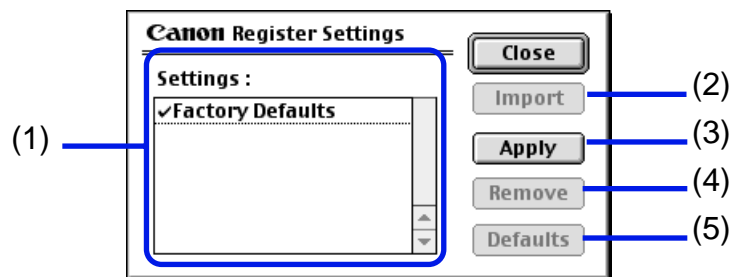 Canon Register Settings
Close
Settings :
Import
(2)
✓Factory Defaults
(1)
Apply
(3)
Remove
(4)
Defaults
(5)